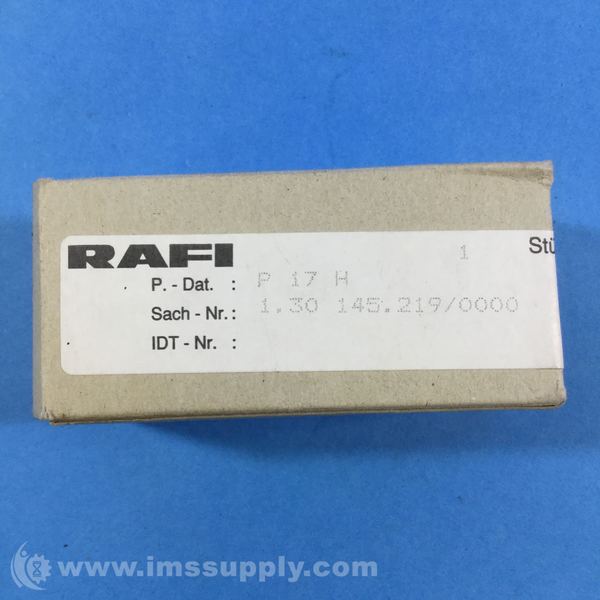 RAFI 1 Stü
P. - Dat. : P 17 H
Sach - Nr. : 1.30 145.219/0000
IDT - Nr. :
www.imssupply.com